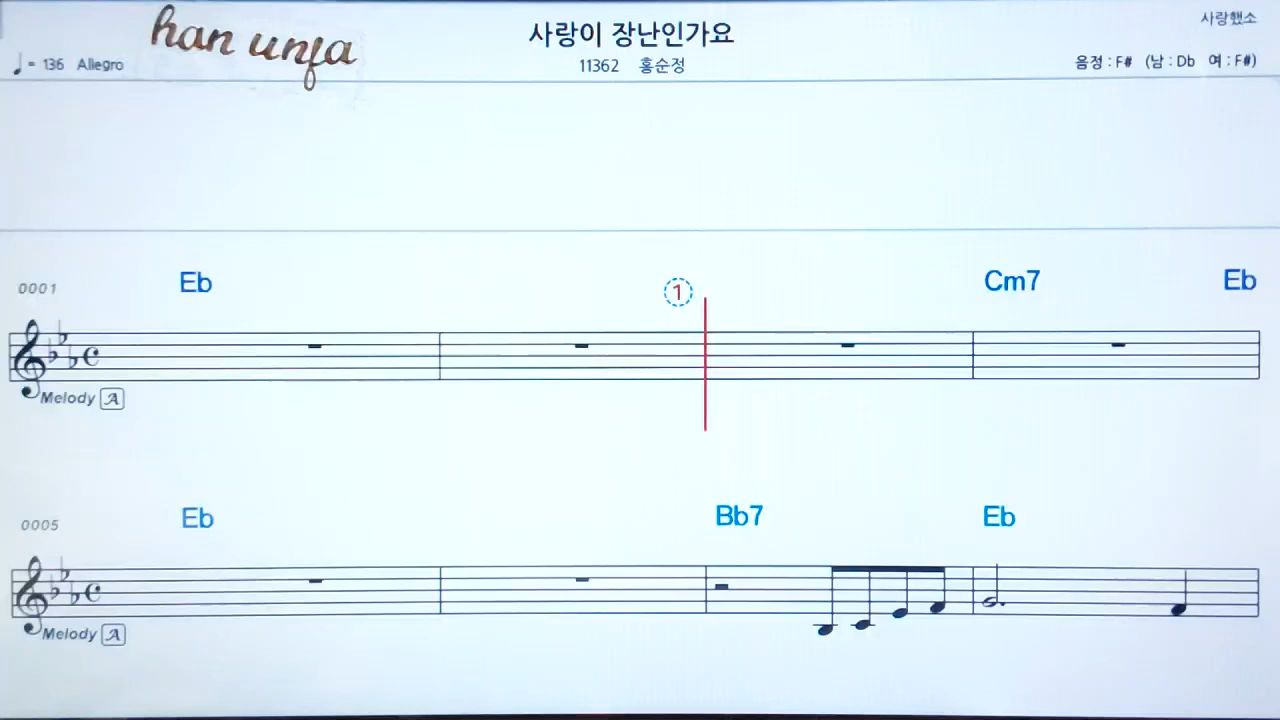 han unfa
사랑이 장난인가요
사랑했소
♩= 136 Allegro
11362 홍순정
음정 : F# (남 : Db 여 : F#)
0001
Eb
1
Cm7
Eb
Melody A
0005
Eb
Bb7
Eb
Melody A